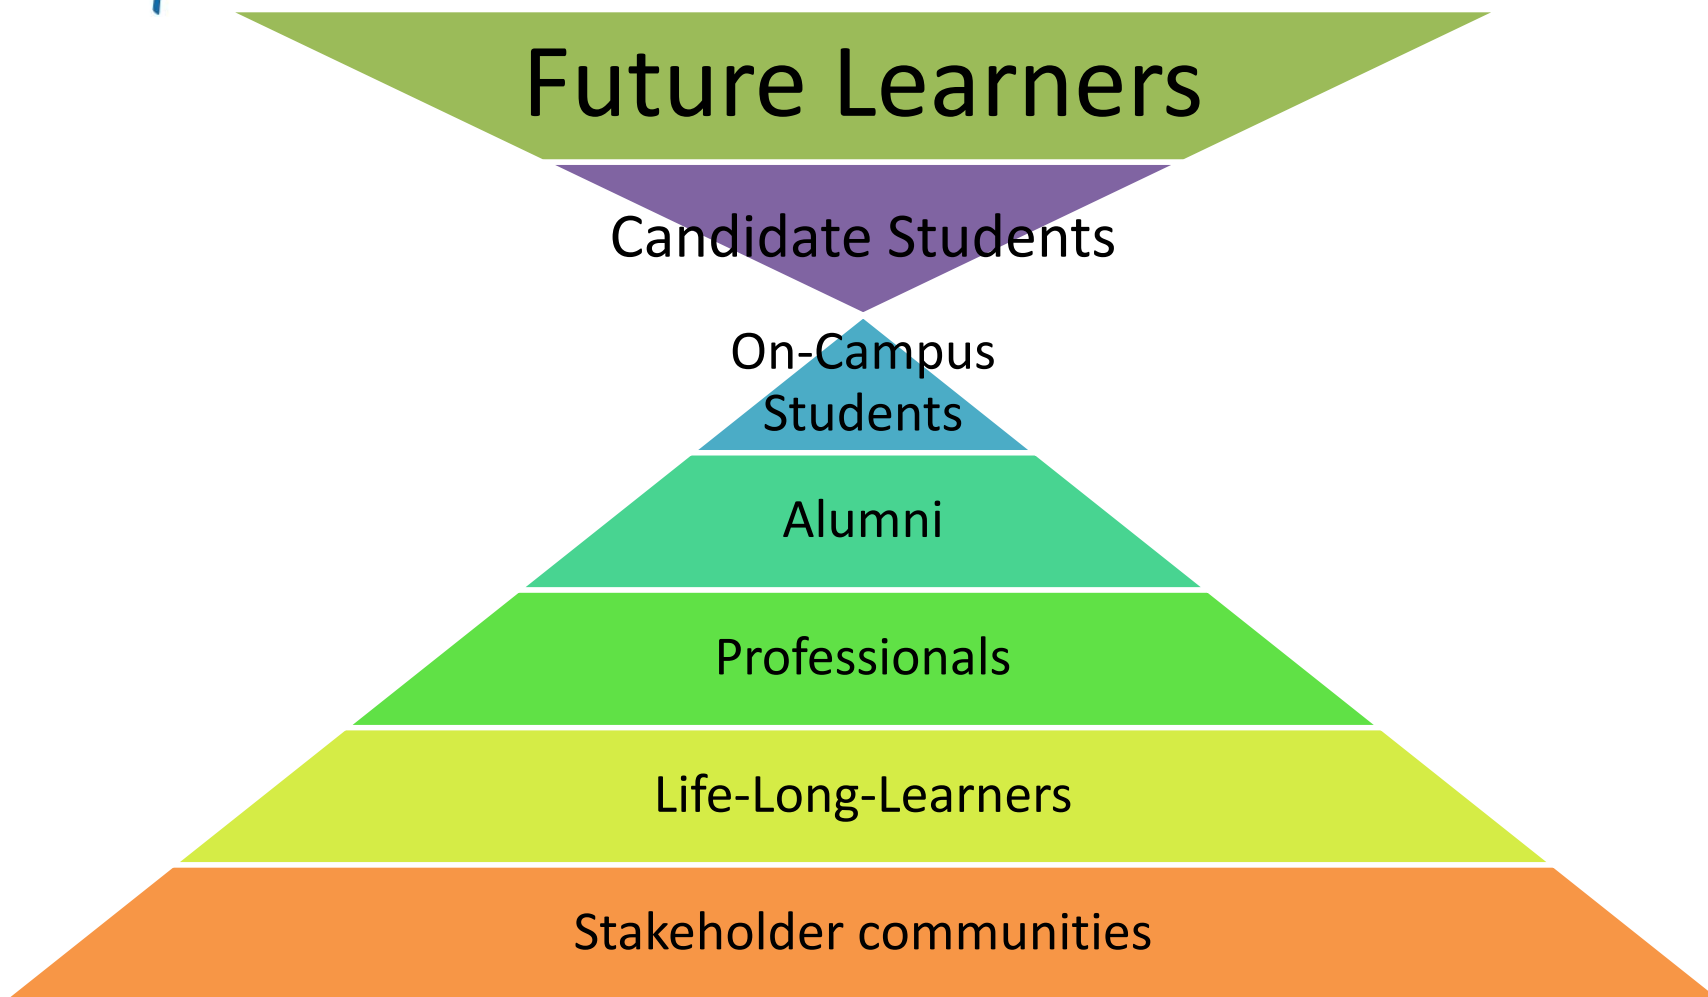 Future Learners
Candidate Students
On-Campus
Students
Alumni
Professionals
Life-Long-Learners
Stakeholder communities